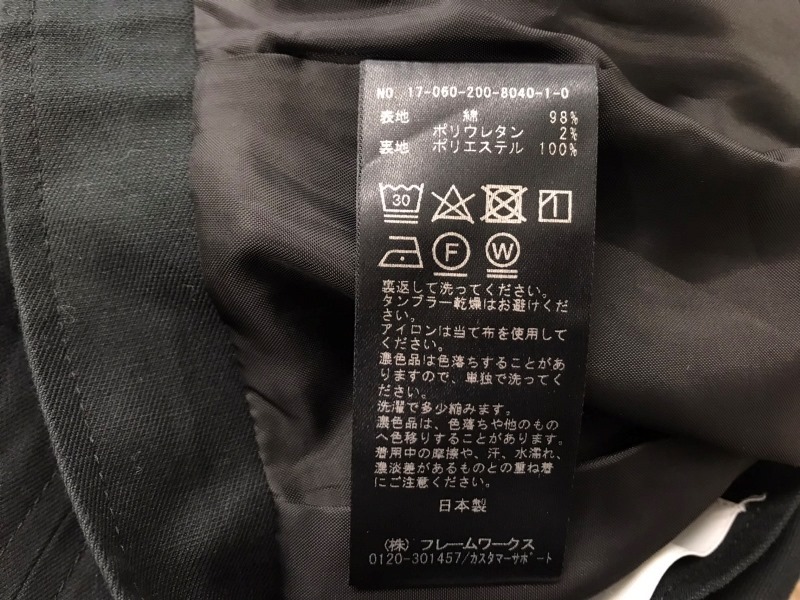 NO. 17-060-200-8040-1-0
表地 綿 98%
ポリウレタン 2%
裏地 ポリエステル 100%
30
F W
裏返して洗ってください。
タンブラー乾燥はお避けくだ
さい。
アイロンは当て布を使用して
ください。
濃色品は色落ちすることがあ
りますので、単独で洗ってく
ださい。
洗濯で多少縮みます。
濃色品は、色落ちや他のもの
へ色移りすることがあります。
着用中の摩擦や、汗、水濡れ、
濃淡差があるものとの重ね着
にご注意ください。
日本製
(株) フレームワークス
0120-301457/カスタマーサポート